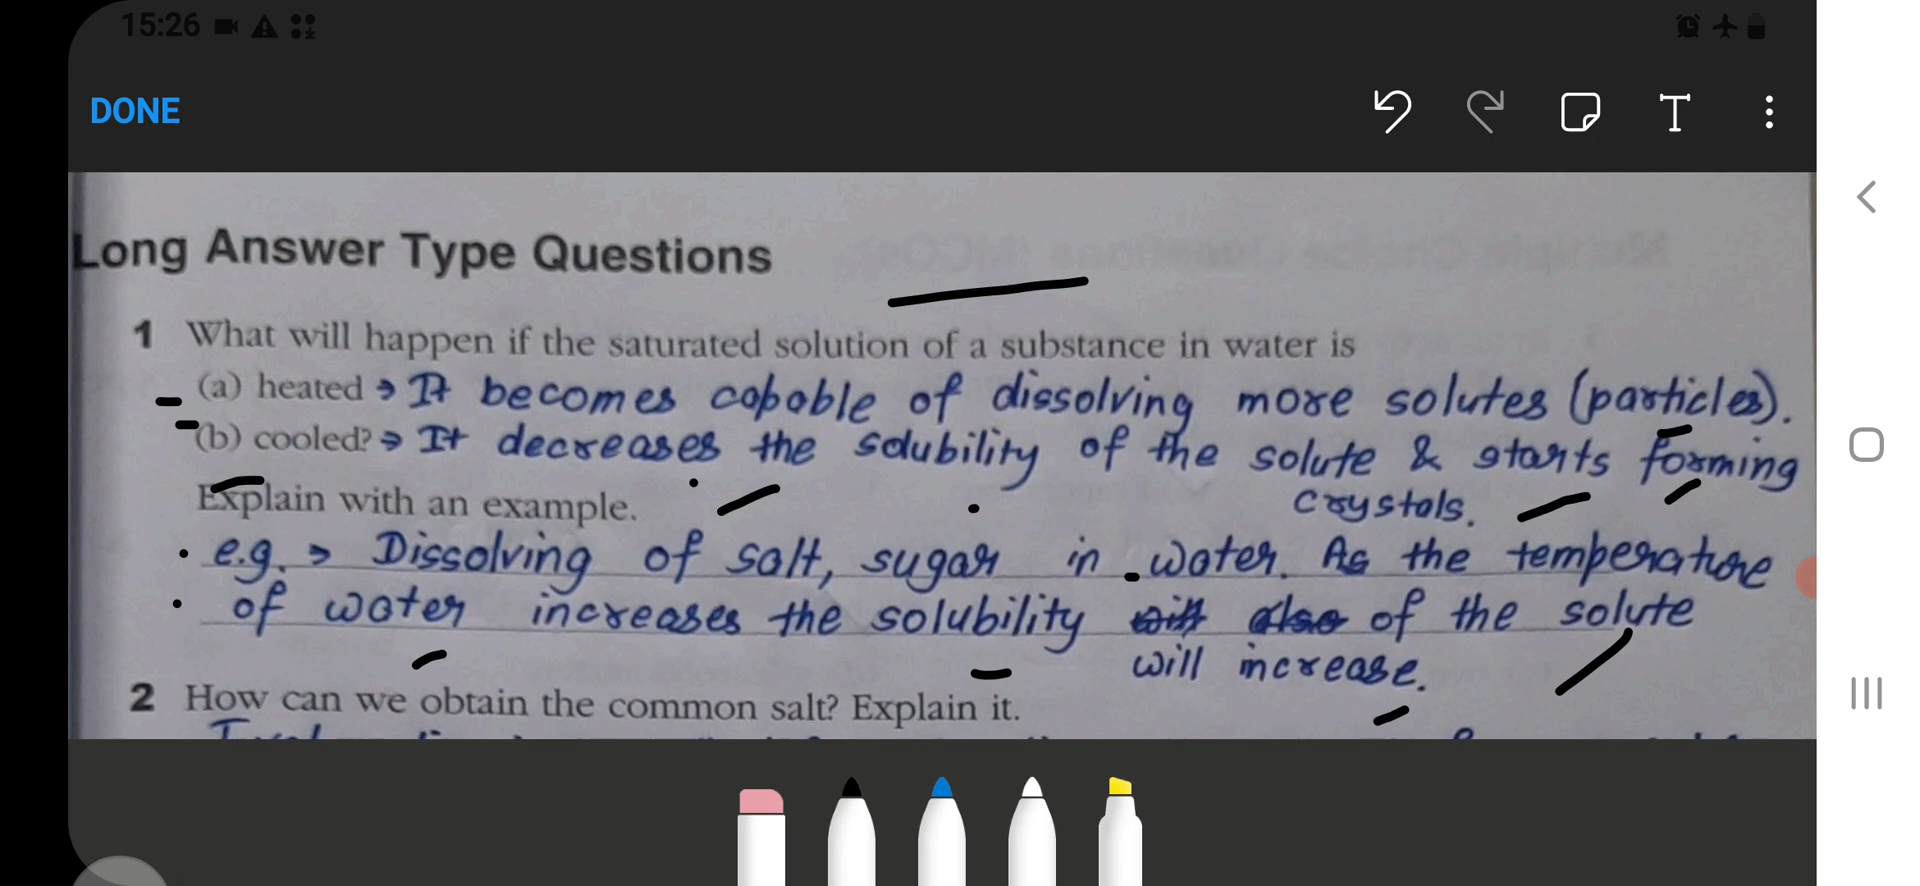 15:26
DONE
T
Long Answer Type Questions
1 What will happen if the saturated solution of a substance in water is
(a) heated → It becomes capable of dissolving more solutes (particles).
(b) cooled? → It decreases the solubility of the solute & starts forming
crystals.
Explain with an example.
e.g. → Dissolving of salt, sugar in water. As the temperature
of water increases the solubility will also of the solute
will increase.
2 How can we obtain the common salt? Explain it.